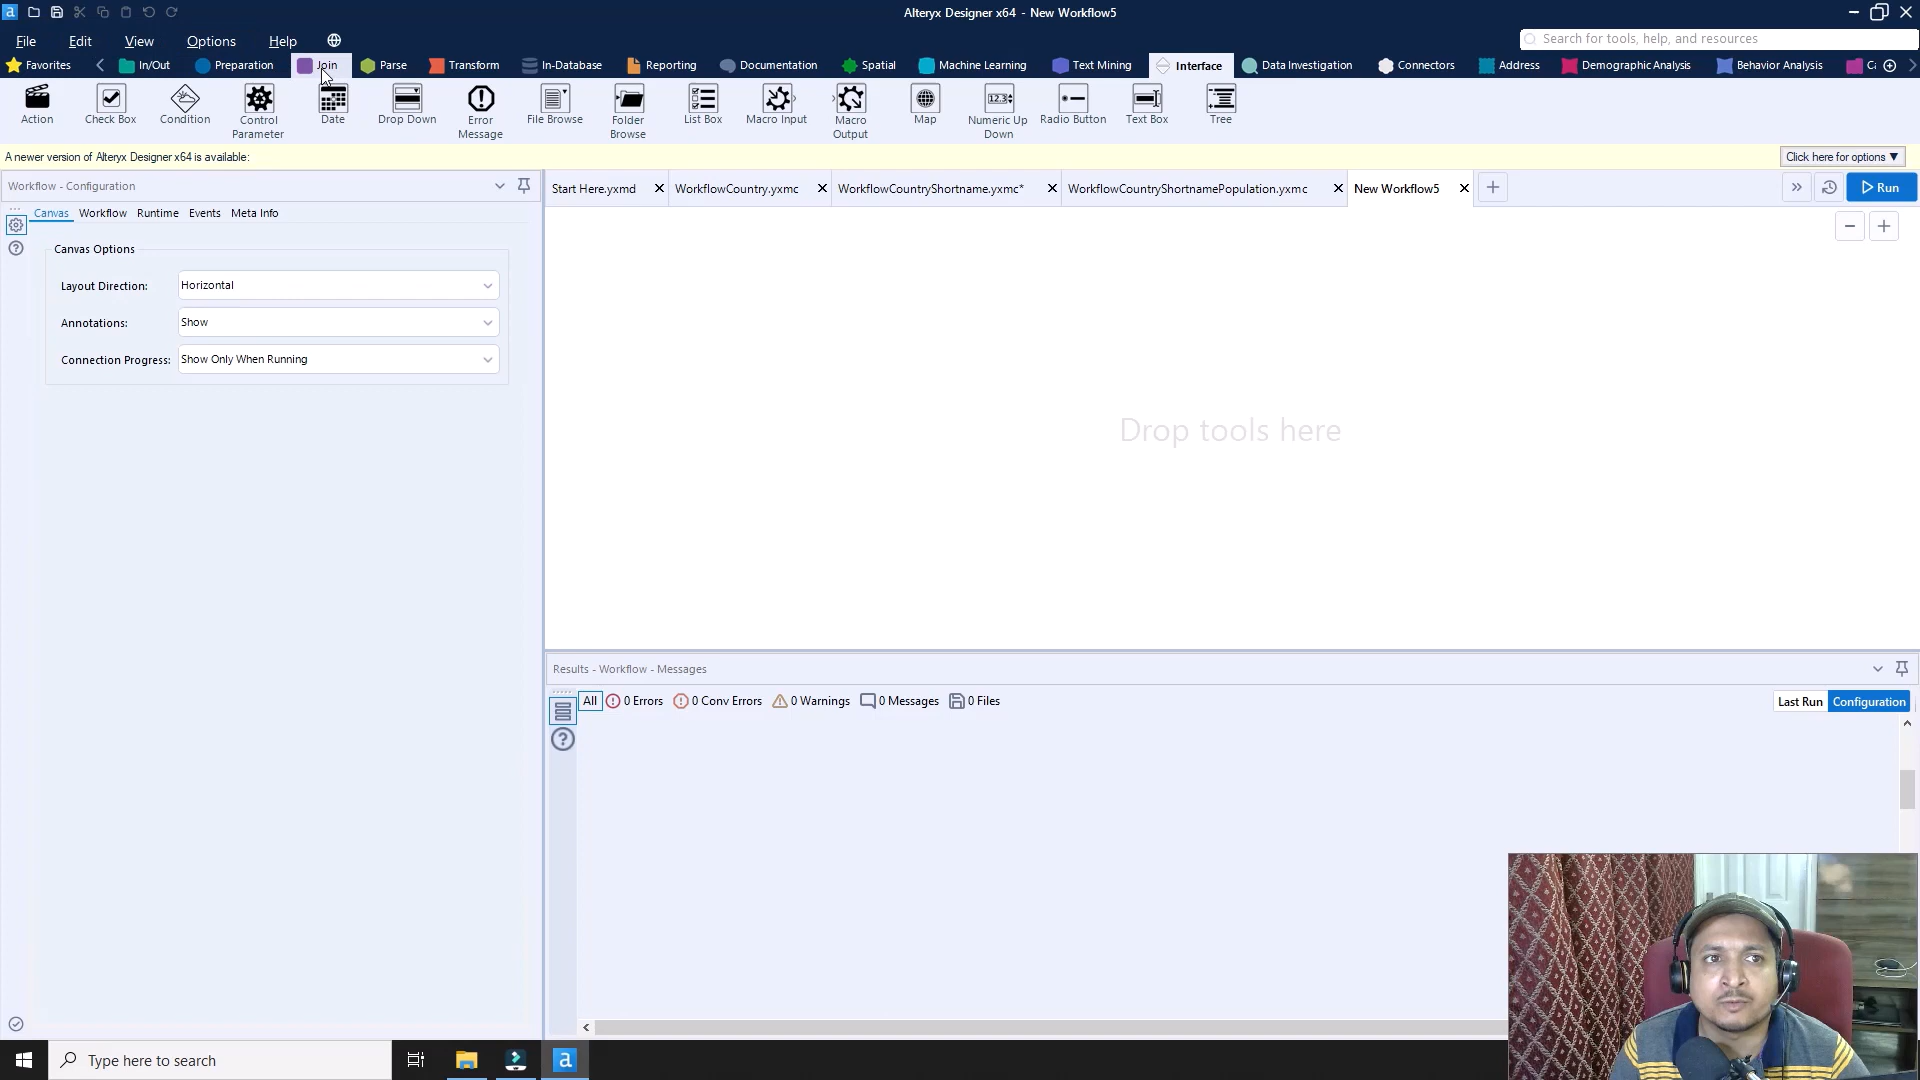 Alteryx Designer x64 - New Workflow5
File Edit View Options Help
Search for tools, help, and resources
Favorites In/Out Preparation Join Parse Transform In-Database Reporting Documentation Spatial Machine Learning Text Mining Interface Data Investigation Connectors Address Demographic Analysis Behavior Analysis
Action Check Box Condition Control Parameter Date Drop Down Error Message File Browse Folder Browse List Box Macro Input Macro Output Map Numeric Up Down Radio Button Text Box Tree
A newer version of Alteryx Designer x64 is available:
Click here for options ▼
Workflow - Configuration
Start Here.yxmd WorkflowCountry.yxmc WorkflowCountryShortname.yxmc* WorkflowCountryShortnamePopulation.yxmc New Workflow5
Run
Canvas Workflow Runtime Events Meta Info
Canvas Options
Layout Direction: Horizontal
Annotations: Show
Connection Progress: Show Only When Running
Drop tools here
Results - Workflow - Messages
All 0 Errors 0 Conv Errors 0 Warnings 0 Messages 0 Files
Last Run Configuration
Type here to search